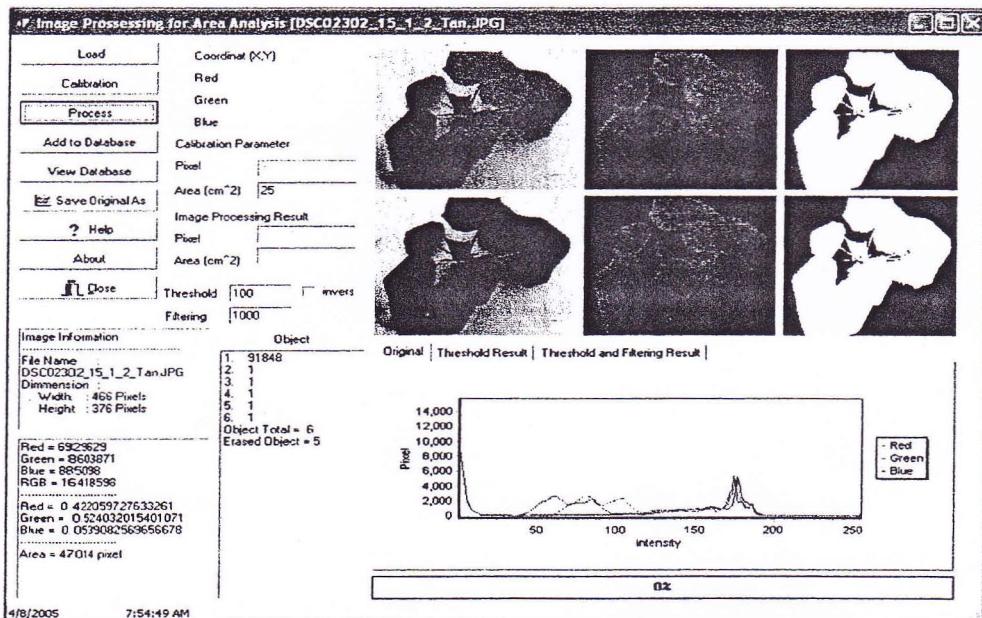 Image Prossessing for Area Analysis [DSC02302_15_1_2_Tan.JPG]
Load
Calibration
Process
Add to Database
View Database
Save Original As
? Help
About
Close
Coordinat (X,Y)
Red
Green
Blue
Calibration Parameter
Pixel
Area (cm^2) 25
Image Processing Result
Pixel
Area (cm^2)
Threshold 100 invers
Filtering 1000
Image Information
File Name :
DSC02302_15_1_2_Tan.JPG
Dimmension :
Width : 466 Pixels
Height : 376 Pixels
Red = 6929629
Green = 8603871
Blue = 885098
RGB = 16418598
Red = 0.422059727633261
Green = 0.524032015401071
Blue = 0.0539082569656678
Area = 47014 pixel
Object
1. 91848
2. 1
3. 1
4. 1
5. 1
6. 1
Object Total = 6
Erased Object = 5
Original | Threshold Result | Threshold and Filtering Result
Pixel
14,000
12,000
10,000
8,000
6,000
4,000
2,000
0
50 100 150 200 250
intensity
- Red
- Green
- Blue
0%
4/8/2005 7:54:49 AM